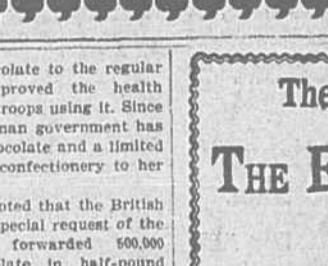 olate to the regular
proved the health
roops using it. Since
man government has
ocolate and a limited
confectionery to her
oted that the British
pecial request of the
forwarded 500,000
late in half-pound
The
THE E